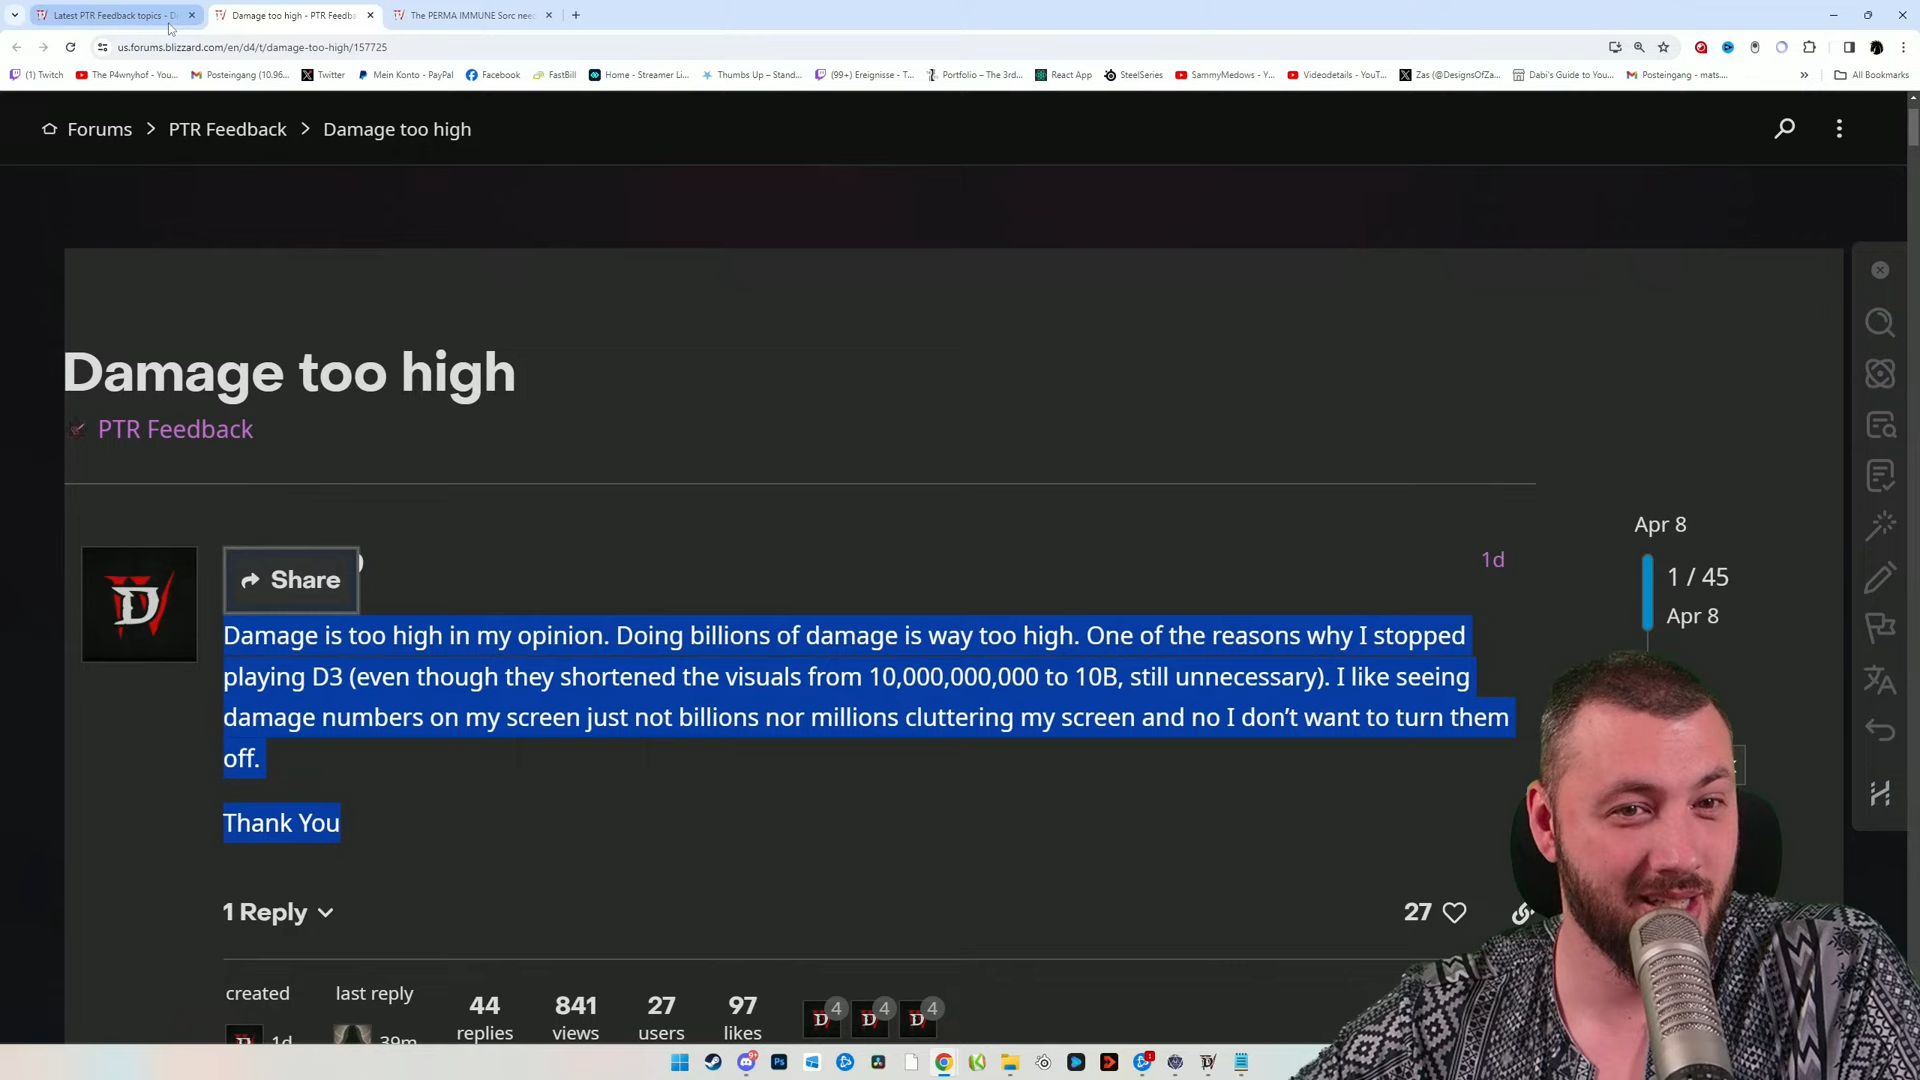 Latest PTR Feedback topics - D
Damage too high - PTR Feedba
The PERMA IMMUNE Sorc nee
us.forums.blizzard.com/en/d4/t/damage-too-high/157725
(1) Twitch
The P4wnyhof - You...
Posteingang (10.96...
Twitter
Mein Konto - PayPal
Facebook
FastBill
Home - Streamer Li...
Thumbs Up – Stand...
(99+) Ereignisse - T...
Portfolio – The 3rd...
React App
SteelSeries
SammyMedows - Y...
Videodetails - YouT...
Zas (@DesignsOfZa...
Dabi's Guide to You...
Posteingang - mats....
All Bookmarks
Forums > PTR Feedback > Damage too high
Damage too high
PTR Feedback
Share
1d
Damage is too high in my opinion. Doing billions of damage is way too high. One of the reasons why I stopped
playing D3 (even though they shortened the visuals from 10,000,000,000 to 10B, still unnecessary). I like seeing
damage numbers on my screen just not billions nor millions cluttering my screen and no I don’t want to turn them
off.
Thank You
Apr 8
1 / 45
Apr 8
1 Reply
27
created
last reply
44
replies
841
views
27
users
97
likes
4
4
4
1d
39m